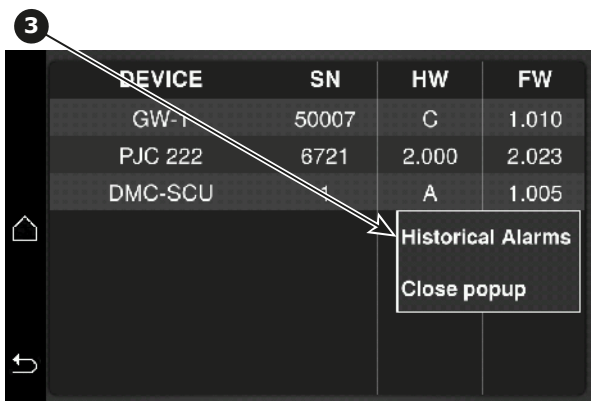 3
DEVICE SN HW FW
GW-1 50007 C 1.010
PJC 222 6721 2.000 2.023
DMC-SCU 1 A 1.005
Historical Alarms
Close popup